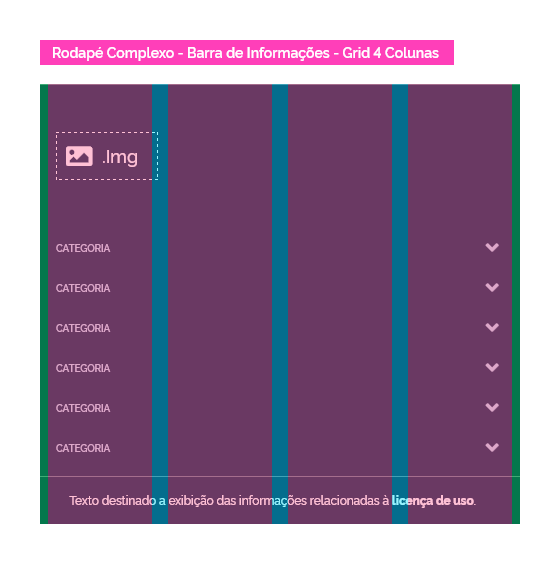 Rodapé Complexo - Barra de Informações - Grid 4 Colunas
.Img
CATEGORIA
CATEGORIA
CATEGORIA
CATEGORIA
CATEGORIA
CATEGORIA
Texto destinado a exibição das informações relacionadas à licença de uso.